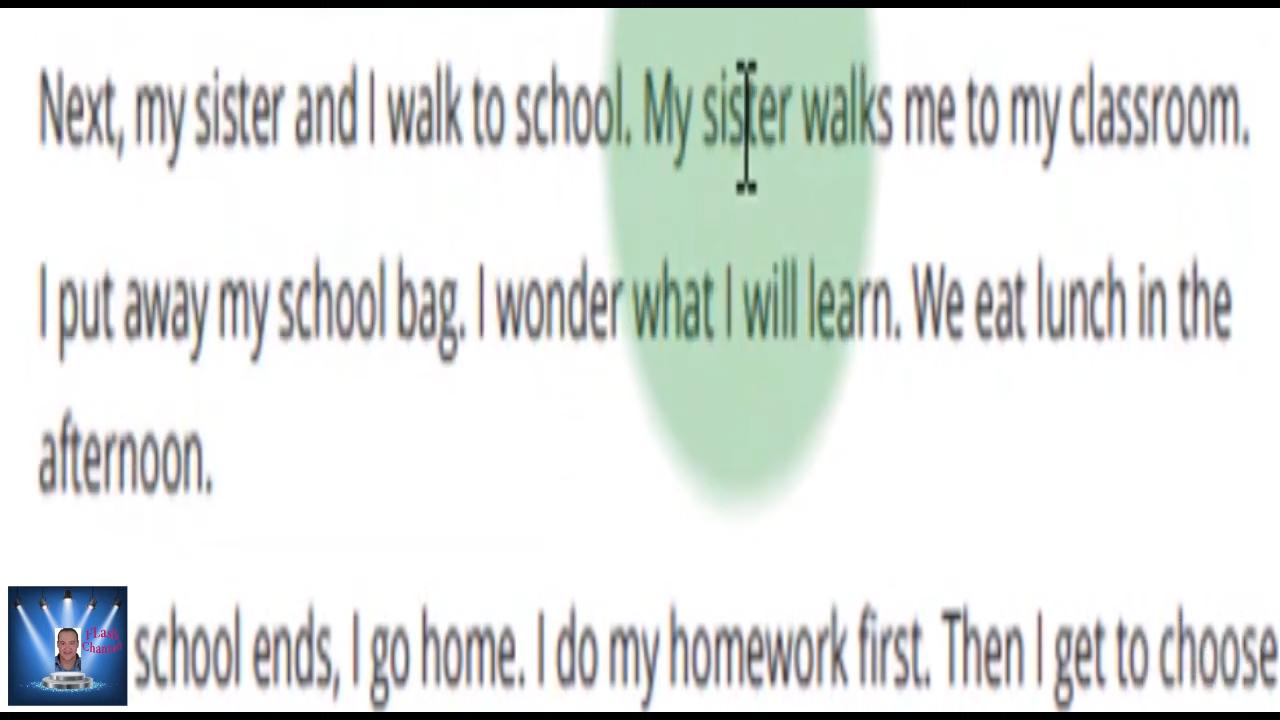 Next, my sister and I walk to school. My sister walks me to my classroom.
I put away my school bag. I wonder what I will learn. We eat lunch in the
afternoon.
school ends, I go home. I do my homework first. Then I get to choose
FLash
Channel